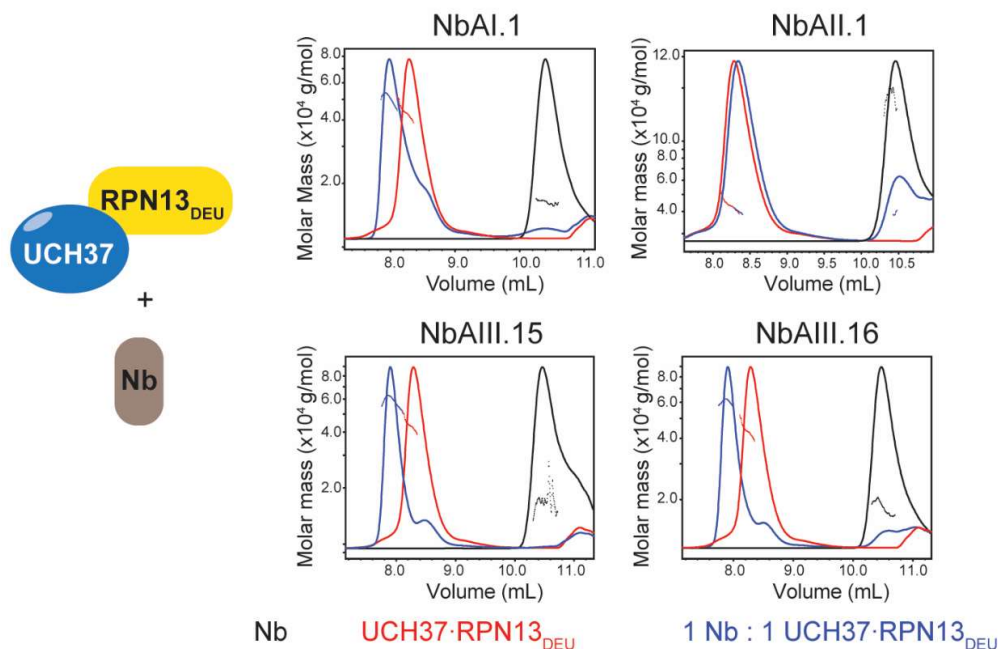 RPN13DEU
UCH37
+
Nb
NbAI.1
Molar Mass (x10⁴ g/mol)
8.0
6.0
4.0
2.0
8.0 9.0 10.0 11.0
Volume (mL)
NbAII.1
Molar mass (x10⁴ g/mol)
12.0
10.0
8.0
6.0
4.0
8.0 8.5 9.0 9.5 10.0 10.5
Volume (mL)
NbAIII.15
Molar mass (x10⁴ g/mol)
8.0
6.0
4.0
2.0
8.0 9.0 10.0 11.0
Volume (mL)
NbAIII.16
Molar mass (x10⁴ g/mol)
8.0
6.0
4.0
2.0
8.0 9.0 10.0 11.0
Volume (mL)
Nb UCH37·RPN13DEU 1 Nb : 1 UCH37·RPN13DEU